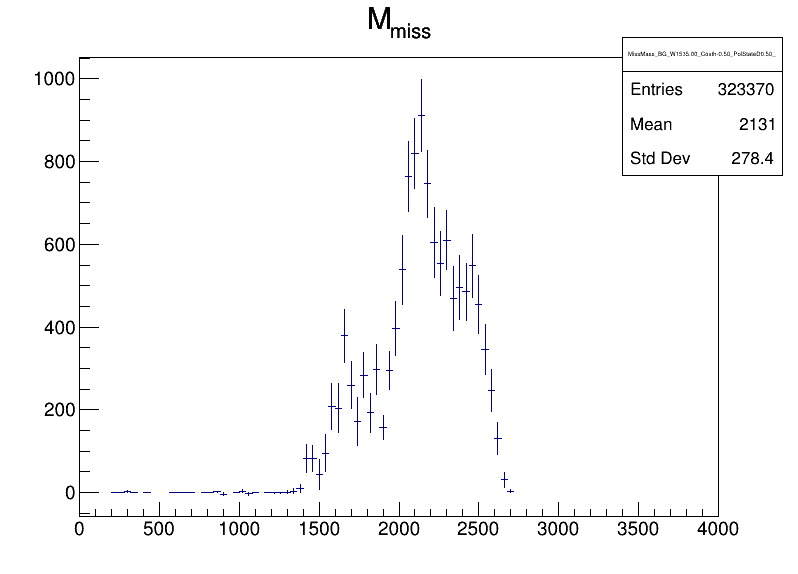 M_miss
MissMass_BG_W1535.00_Costh-0.50_PolStateD0.50_
Entries 323370
Mean 2131
Std Dev 278.4
1000
800
600
400
200
0
0 500 1000 1500 2000 2500 3000 3500 4000